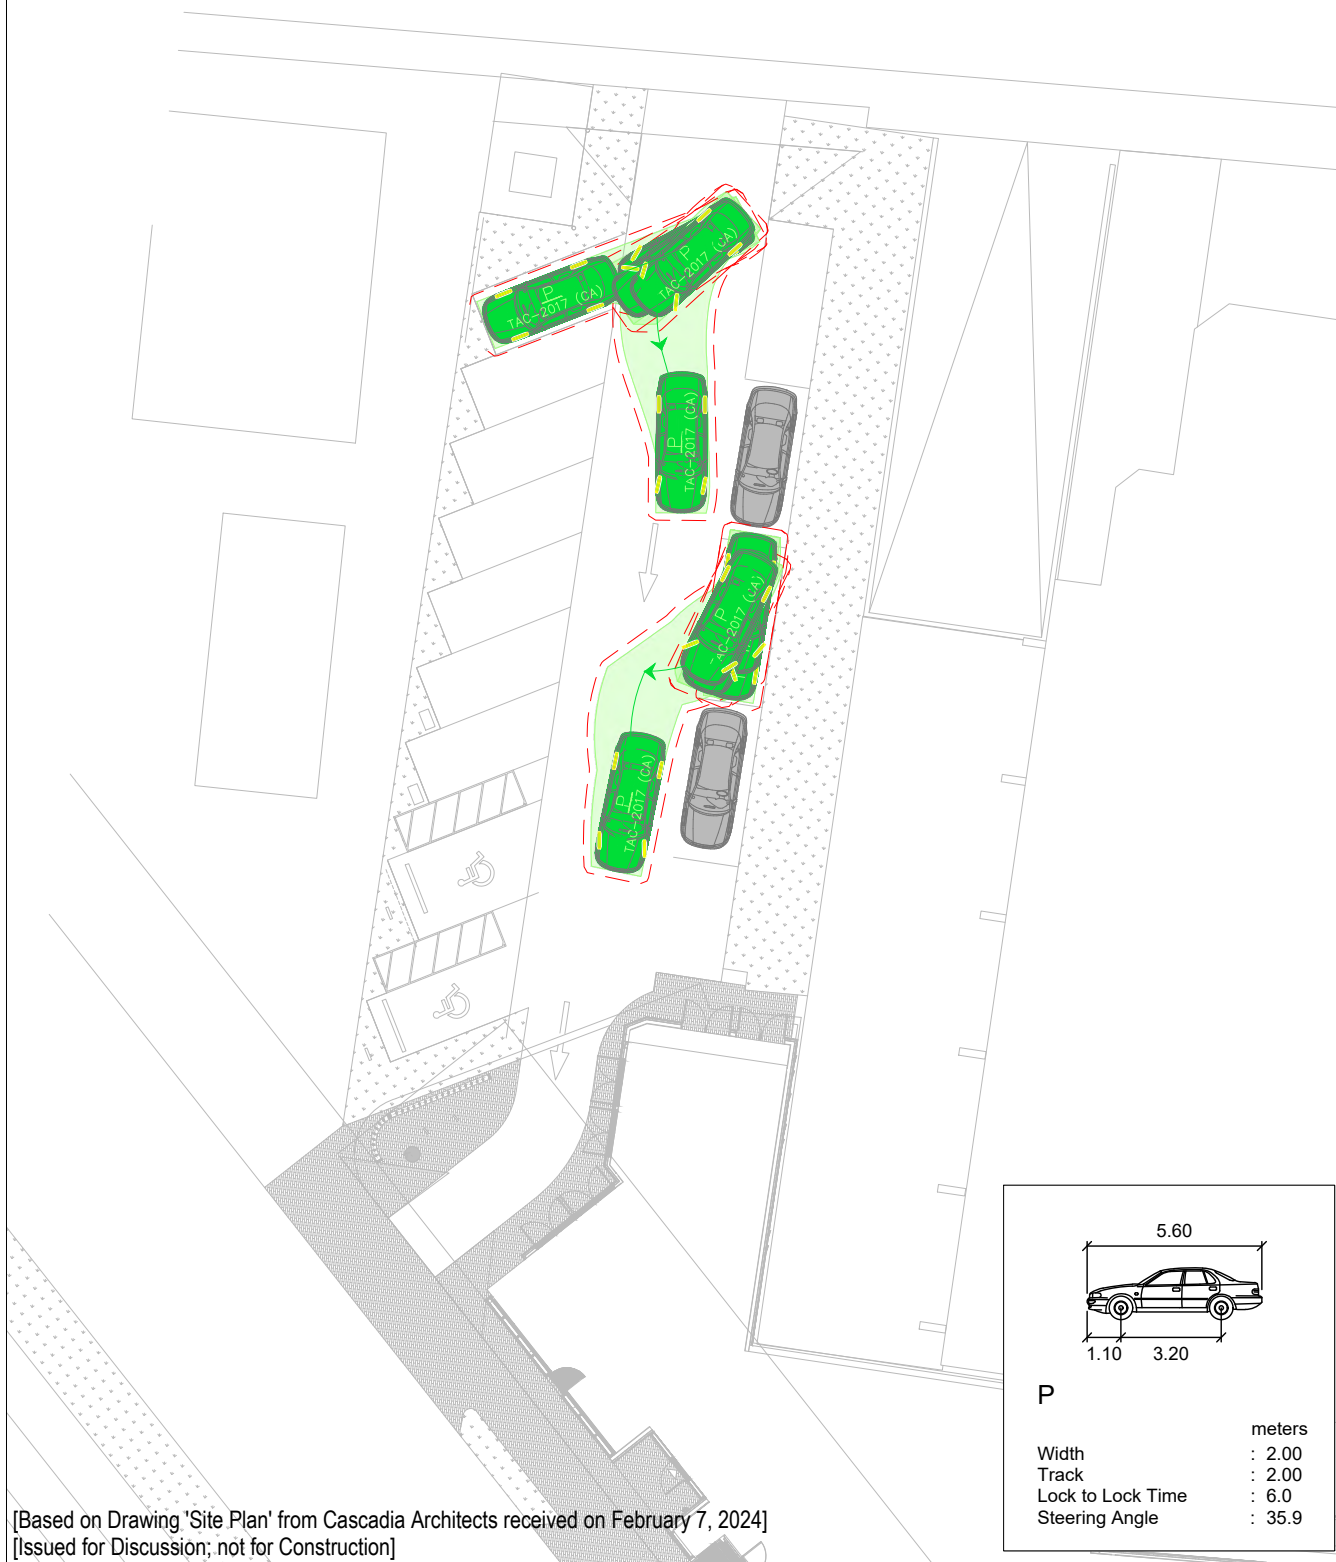 P
TAC-2017 (CA)
P
TAC-2017 (CA)
P
TAC-2017 (CA)
P
AC-2017 (CA)
P
TAC-2017 (CA)
5.60
1.10 3.20
P
meters
Width : 2.00
Track : 2.00
Lock to Lock Time : 6.0
Steering Angle : 35.9
[Based on Drawing 'Site Plan' from Cascadia Architects received on February 7, 2024]
[Issued for Discussion; not for Construction]